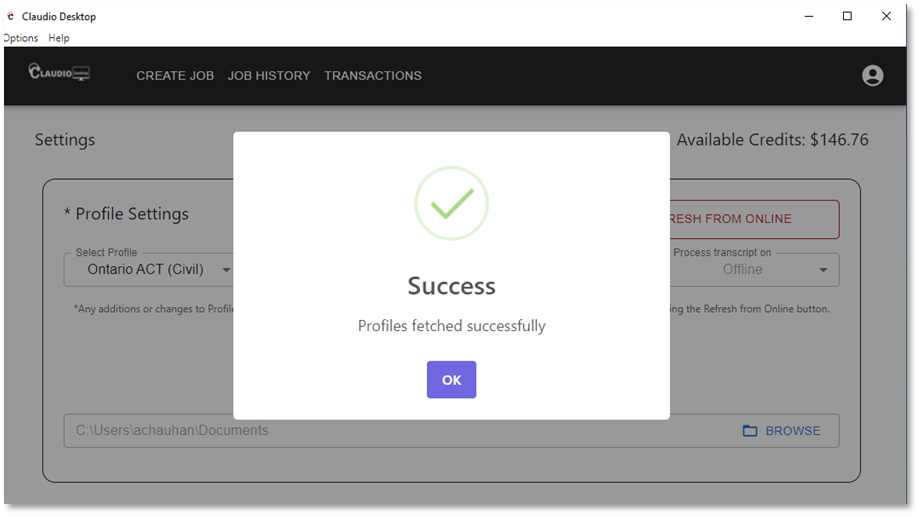 Claudio Desktop
Options Help
CLAUDIO
CREATE JOB JOB HISTORY TRANSACTIONS
Settings
Available Credits: $146.76
* Profile Settings
RESH FROM ONLINE
Select Profile
Process transcript on
Ontario ACT (Civil)
Offline
*Any additions or changes to Profile
ing the Refresh from Online button.
Success
Profiles fetched successfully
OK
C:\Users\achauhan\Documents
BROWSE